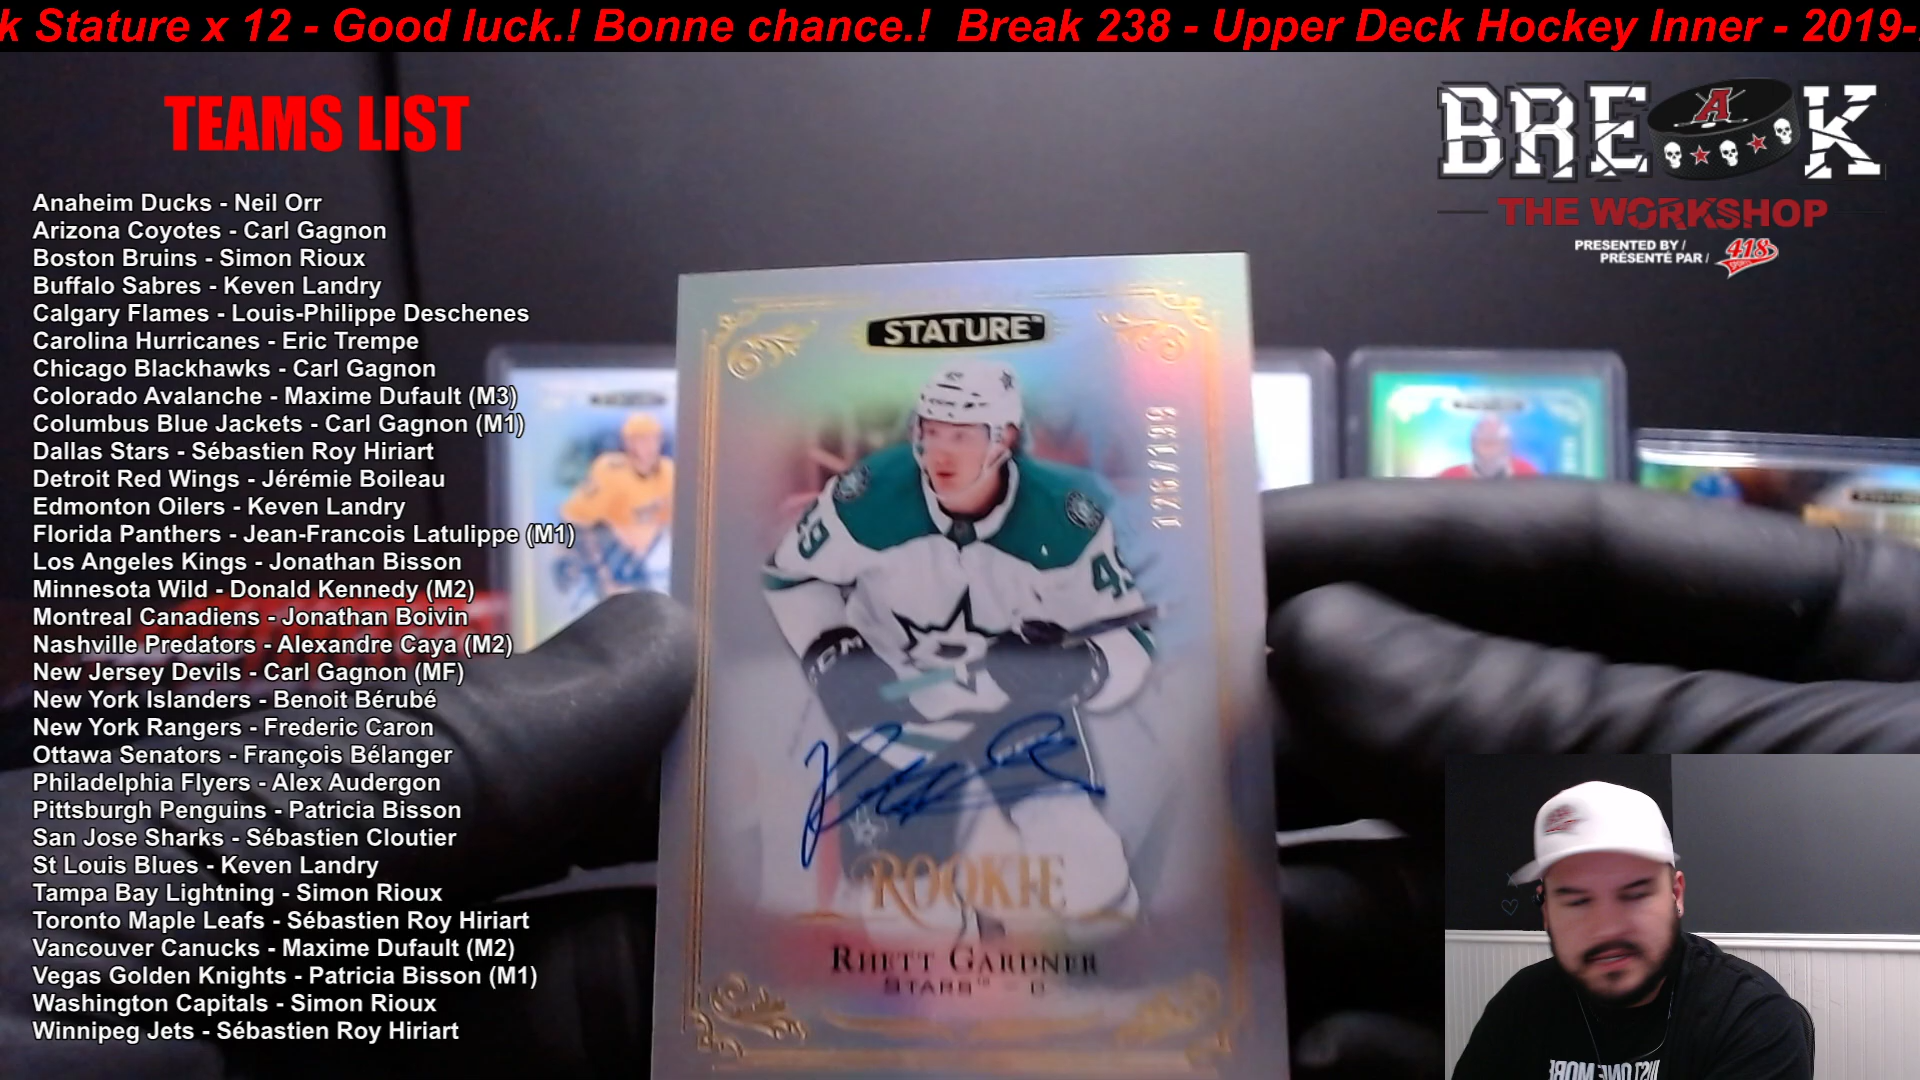 k Stature x 12 - Good luck.! Bonne chance.!  Break 238 - Upper Deck Hockey Inner - 2019-
TEAMS LIST
Anaheim Ducks - Neil Orr
Arizona Coyotes - Carl Gagnon
Boston Bruins - Simon Rioux
Buffalo Sabres - Keven Landry
Calgary Flames - Louis-Philippe Deschenes
Carolina Hurricanes - Eric Trempe
Chicago Blackhawks - Carl Gagnon
Colorado Avalanche - Maxime Dufault (M3)
Columbus Blue Jackets - Carl Gagnon (M1)
Dallas Stars - Sébastien Roy Hiriart
Detroit Red Wings - Jérémie Boileau
Edmonton Oilers - Keven Landry
Florida Panthers - Jean-Francois Latulippe (M1)
Los Angeles Kings - Jonathan Bisson
Minnesota Wild - Donald Kennedy (M2)
Montreal Canadiens - Jonathan Boivin
Nashville Predators - Alexandre Caya (M2)
New Jersey Devils - Carl Gagnon (MF)
New York Islanders - Benoit Bérubé
New York Rangers - Frederic Caron
Ottawa Senators - François Bélanger
Philadelphia Flyers - Alex Audergon
Pittsburgh Penguins - Patricia Bisson
San Jose Sharks - Sébastien Cloutier
St Louis Blues - Keven Landry
Tampa Bay Lightning - Simon Rioux
Toronto Maple Leafs - Sébastien Roy Hiriart
Vancouver Canucks - Maxime Dufault (M2)
Vegas Golden Knights - Patricia Bisson (M1)
Washington Capitals - Simon Rioux
Winnipeg Jets - Sébastien Roy Hiriart
STATURE™
49
49
CCM
ROOKIE
RHETT GARDNER
STARS™ - C
BRE A K
THE WORKSHOP
PRESENTED BY /
PRÉSENTÉ PAR /
418
JUST ONE MORE